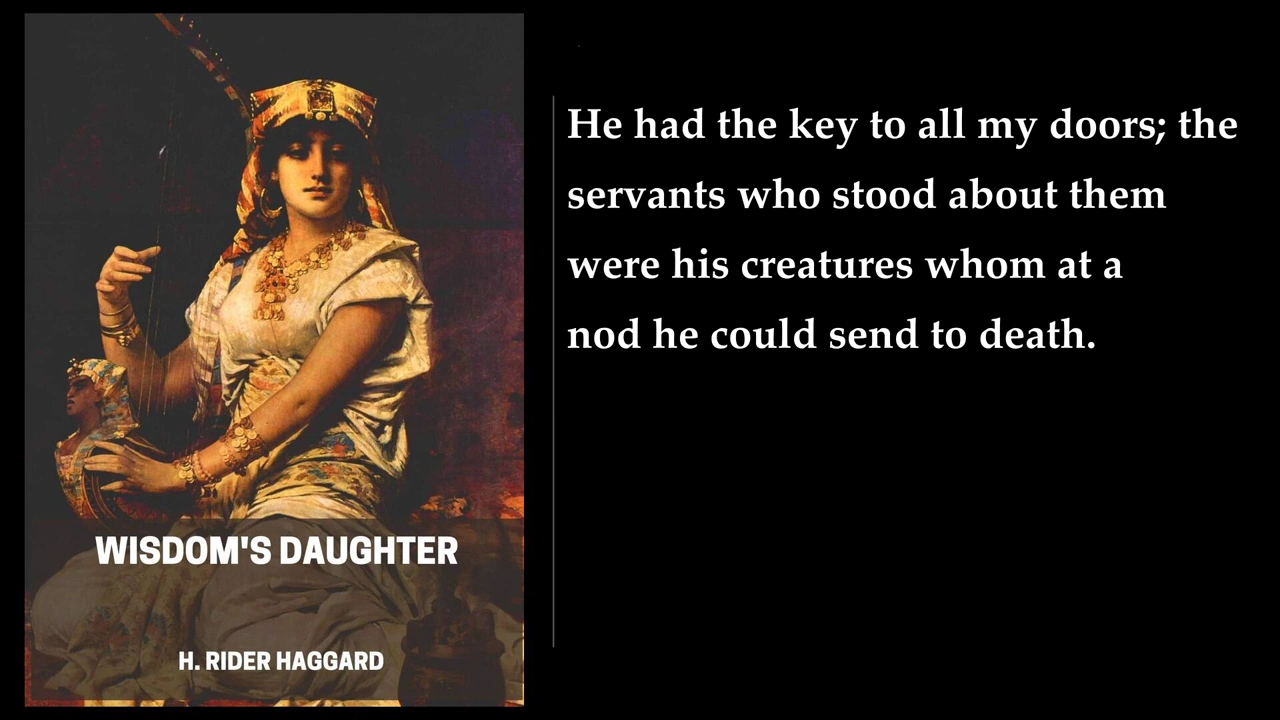 WISDOM'S DAUGHTER
H. RIDER HAGGARD
He had the key to all my doors; the
servants who stood about them
were his creatures whom at a
nod he could send to death.